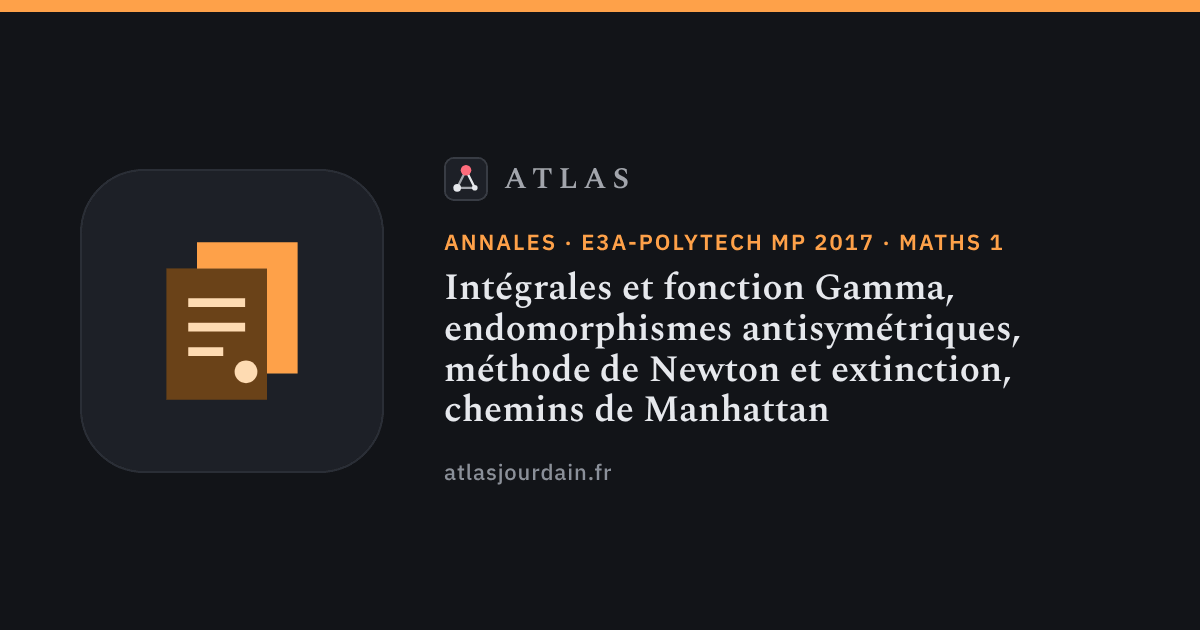 ATLAS
ANNALES · E3A-POLYTECH MP 2017 · MATHS 1
Intégrales et fonction Gamma,
endomorphismes antisymétriques,
méthode de Newton et extinction,
chemins de Manhattan
atlasjourdain.fr